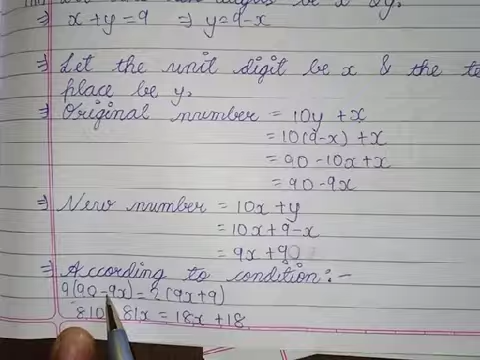 be x & y.
⇒ x + y = 9 ⇒ y = 9 - x
⇒ Let the unit digit be x & the
place be y.
⇒ Original number = 10y + x
= 10(9-x) + x
= 90 - 10x + x
= 90 - 9x
⇒ New number = 10x + y
= 10x + 9 - x
= 9x + 90
⇒ According to condition:-
9(90 - 9x) = 2(9x + 9)
810 81x = 18x + 18